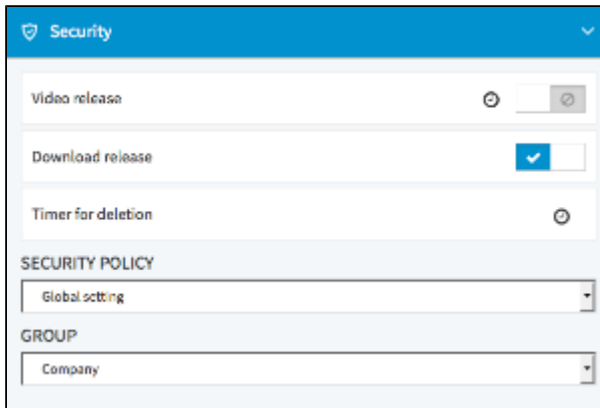 Security
Video release
Download release
Timer for deletion
SECURITY POLICY
Global setting
GROUP
Company